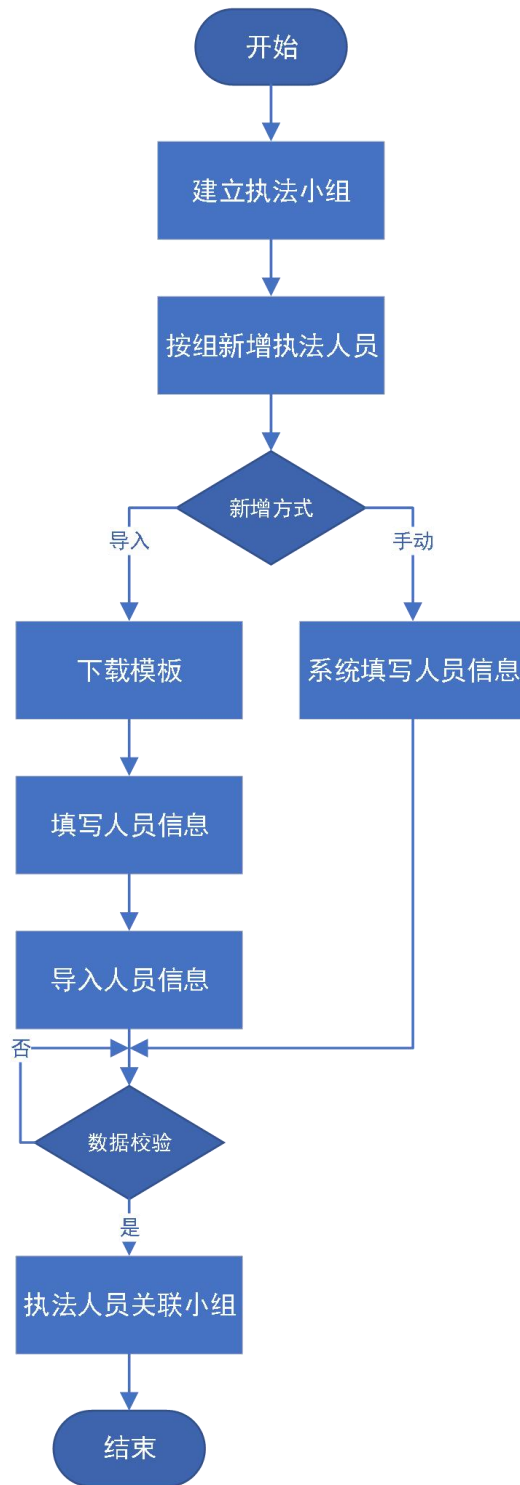 开始
建立执法小组
按组新增执法人员
新增方式
导入
手动
下载模板
系统填写人员信息
填写人员信息
导入人员信息
否
数据校验
是
执法人员关联小组
结束